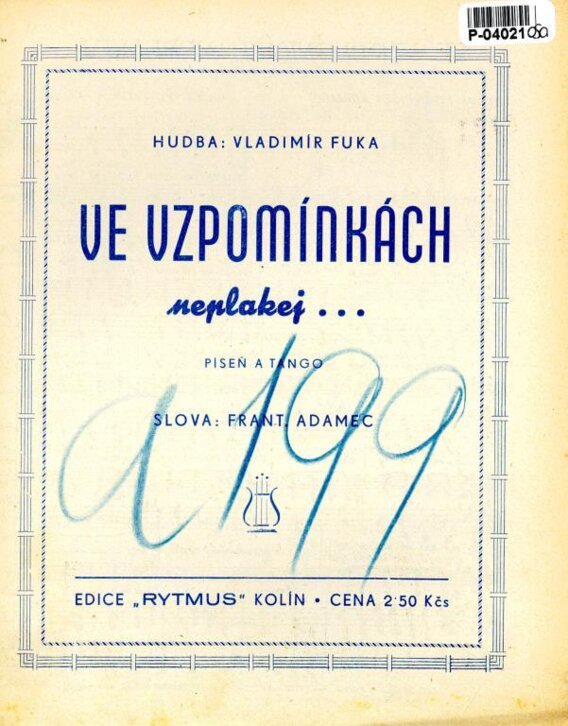 P-04021
HUDBA: VLADIMÍR FUKA
VE VZPOMÍNKÁCH
neplakej...
PÍSEŇ A TANGO
a199
SLOVA: FRANT. ADAMEC
EDICE „RYTMUS“ KOLÍN • CENA 2·50 Kčs